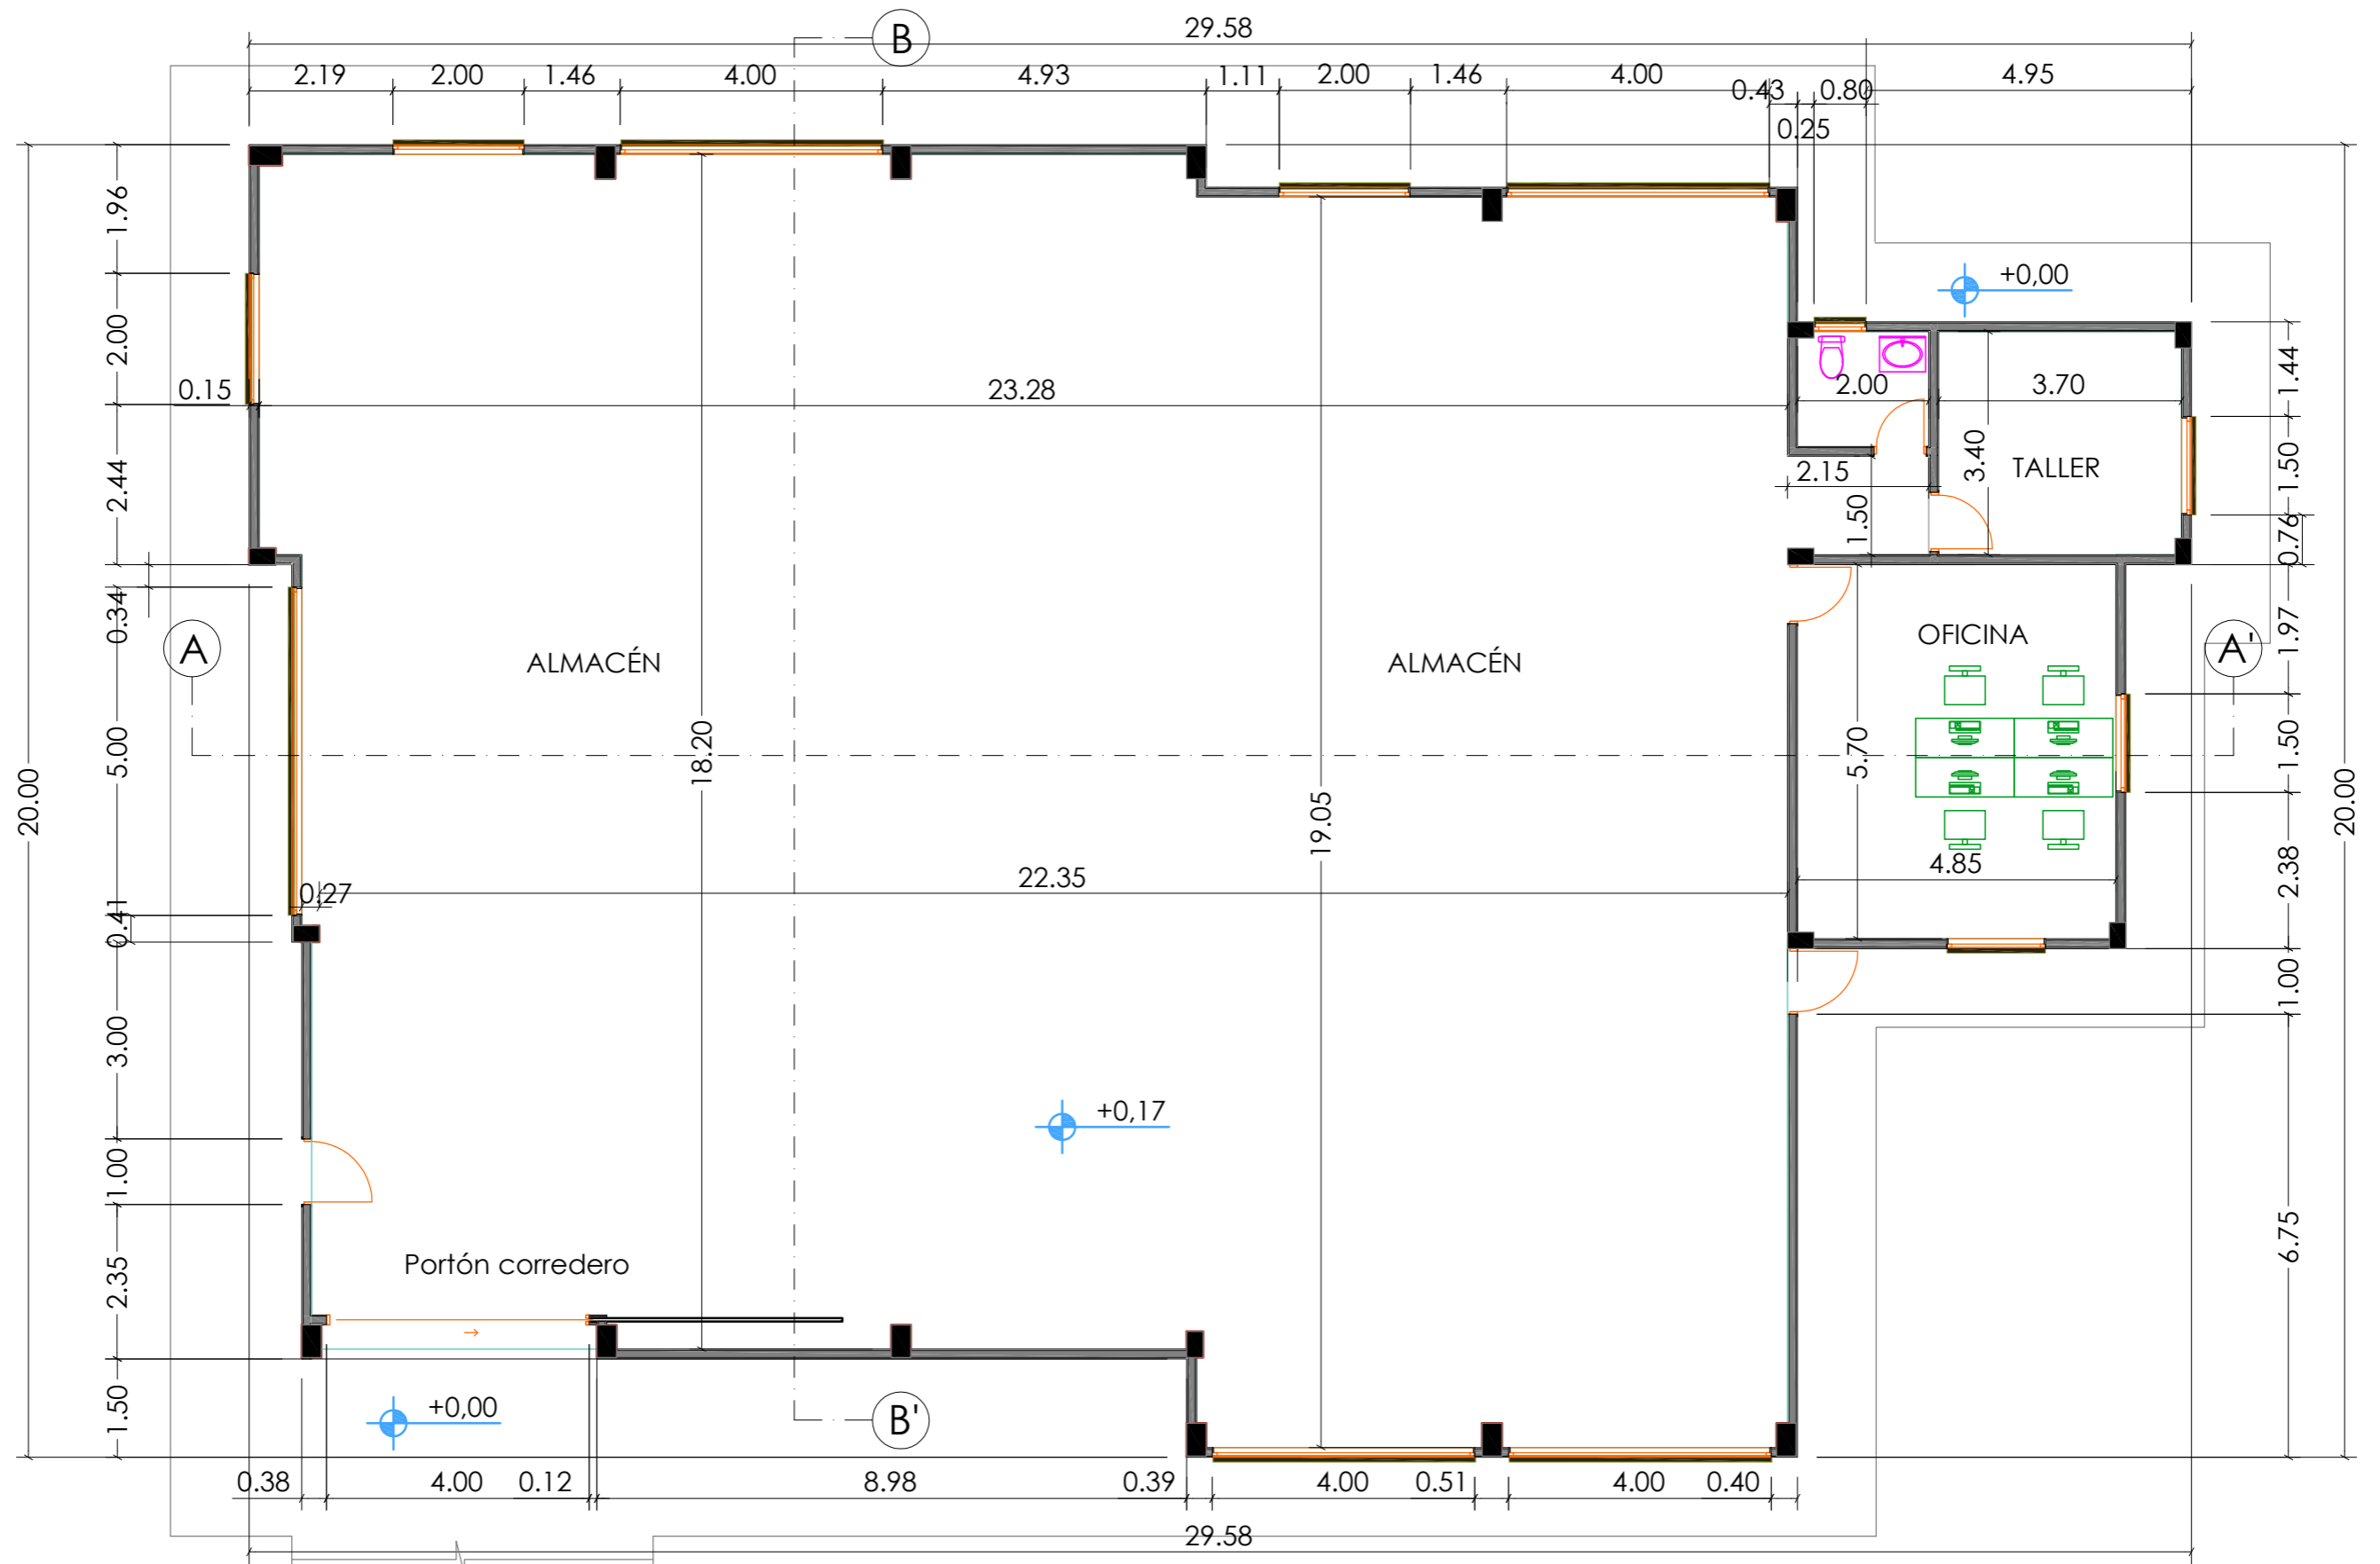 B
29.58
2.19 2.00 1.46 4.00 4.93 1.11 2.00 1.46 4.00 4.95
0.43 0.80
0.25
1.96
+0,00
2.00
1.44
0.15 23.28 2.00 3.70
2.44
3.40
TALLER
1.50
2.15
1.50
0.76
0.34
OFICINA
1.97
A
ALMACÉN
ALMACÉN
A'
5.00
18.20
5.70
1.50
20.00
19.05
20.00
0.27 22.35 4.85
2.38
0.41
1.00
3.00
+0,17
1.00
6.75
Portón corredero
2.35
1.50
+0,00
B'
0.38 4.00 0.12 8.98 0.39 4.00 0.51 4.00 0.40
29.58